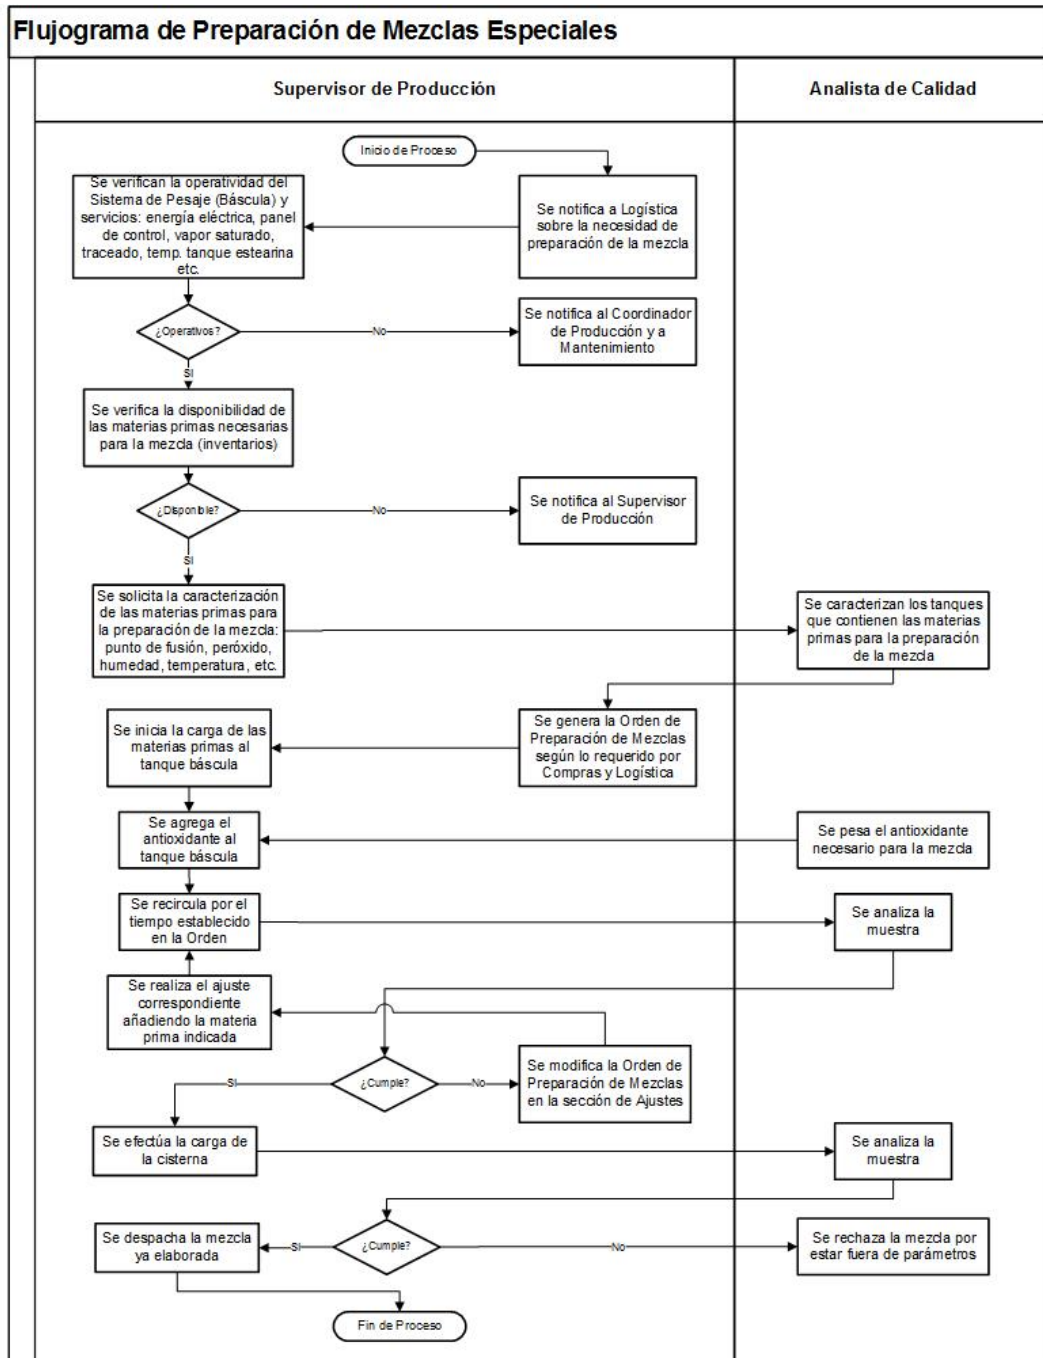 Flujograma de Preparación de Mezclas Especiales
Supervisor de Producción
Analista de Calidad
Inicio de Proceso
Se notifica a Logística
sobre la necesidad de
preparación de la mezcla
Se verifican la operatividad del
Sistema de Pesaje (Báscula) y
servicios: energía eléctrica, panel
de control, vapor saturado,
traceado, temp. tanque estearina
etc.
¿Operativos?
No
Se notifica al Coordinador
de Producción y a
Mantenimiento
SI
Se verifica la disponibilidad de
las materias primas necesarias
para la mezcla (inventarios)
¿Disponible?
No
Se notifica al Supervisor
de Producción
SI
Se solicita la caracterización
de las materias primas para
la preparación de la mezcla:
punto de fusión, peróxido,
humedad, temperatura, etc.
Se caracterizan los tanques
que contienen las materias
primas para la preparación
de la mezcla
Se genera la Orden de
Preparación de Mezclas
según lo requerido por
Compras y Logística
Se inicia la carga de las
materias primas al
tanque báscula
Se agrega el
antioxidante al
tanque báscula
Se pesa el antioxidante
necesario para la mezcla
Se recircula por el
tiempo establecido
en la Orden
Se analiza la
muestra
Se realiza el ajuste
correspondiente
añadiendo la materia
prima indicada
¿Cumple?
SI
No
Se modifica la Orden de
Preparación de Mezclas
en la sección de Ajustes
Se efectúa la carga de
la cisterna
Se analiza la
muestra
¿Cumple?
SI
No
Se despacha la mezcla
ya elaborada
Se rechaza la mezcla por
estar fuera de parámetros
Fin de Proceso